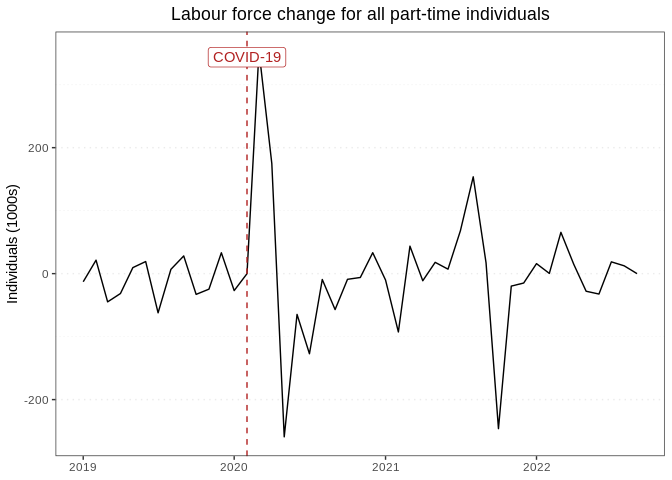 Labour force change for all part-time individuals
COVID-19
Individuals (1000s)
200
0
-200
2019
2020
2021
2022